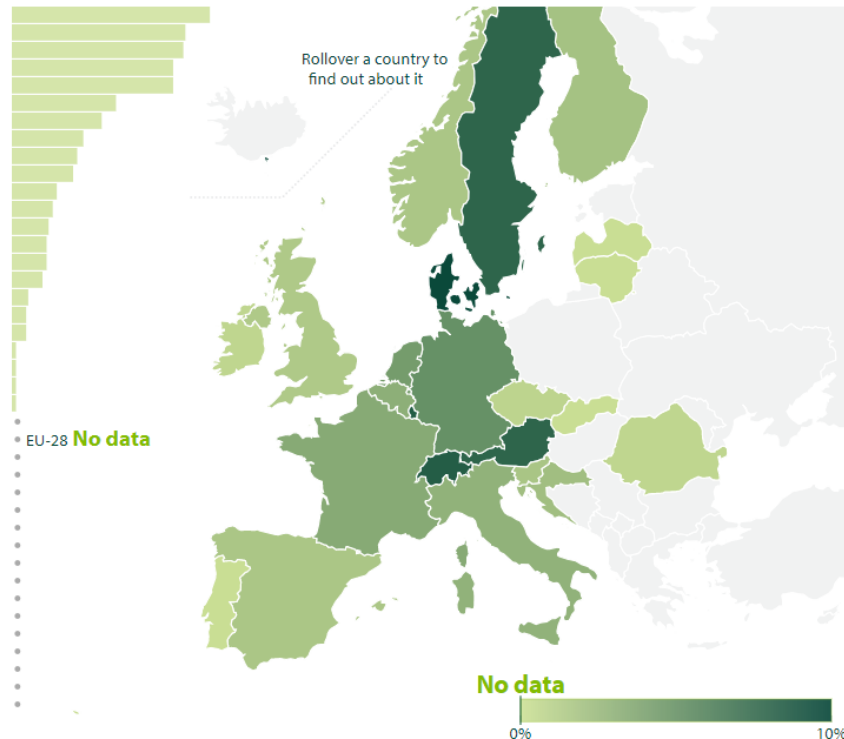 Rollover a country to
find out about it
EU-28 No data
No data
0%
10%